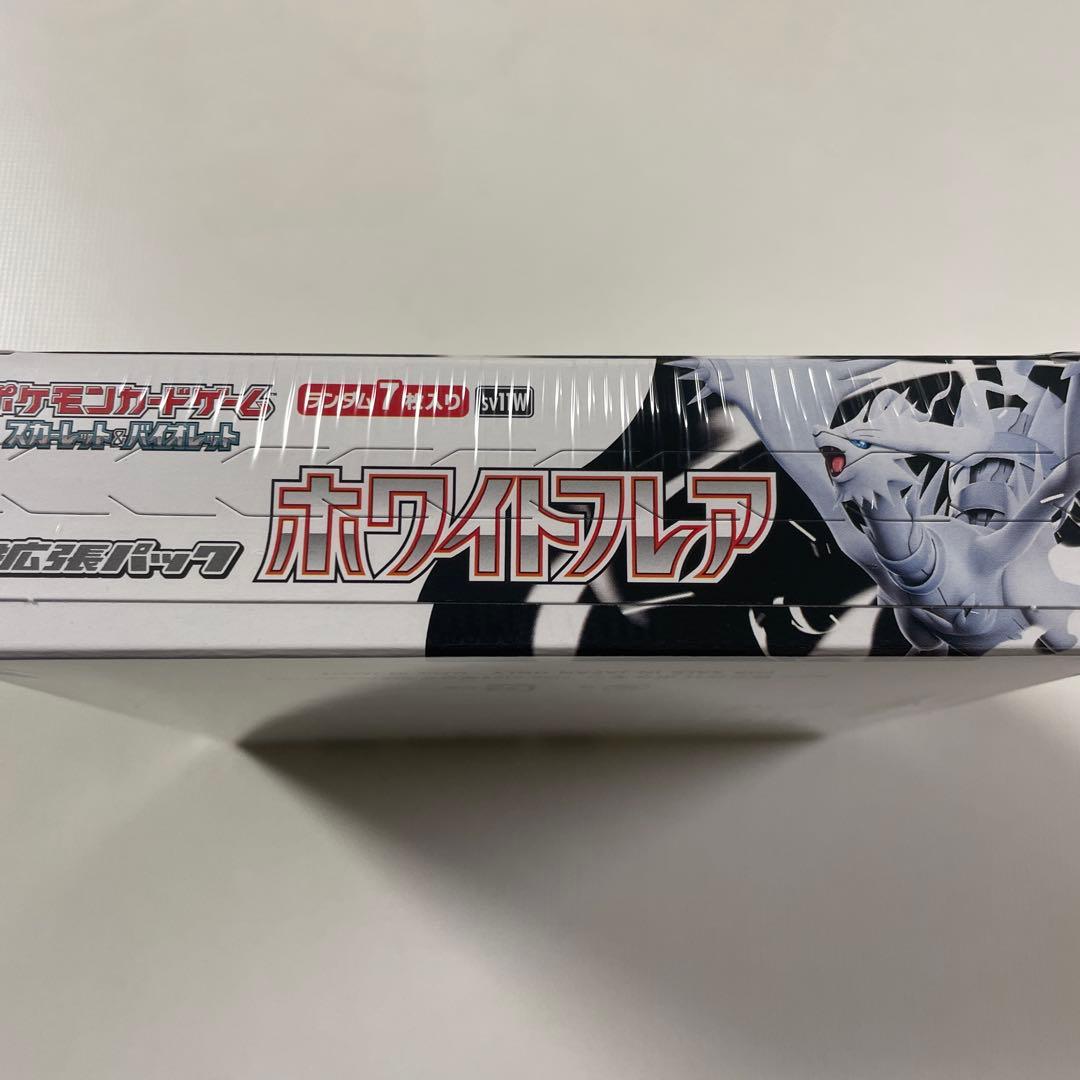 ポケモンカードゲーム
スカーレット&バイオレット
ランダム7枚入り
sv11W
拡張パック
ホワイトフレア